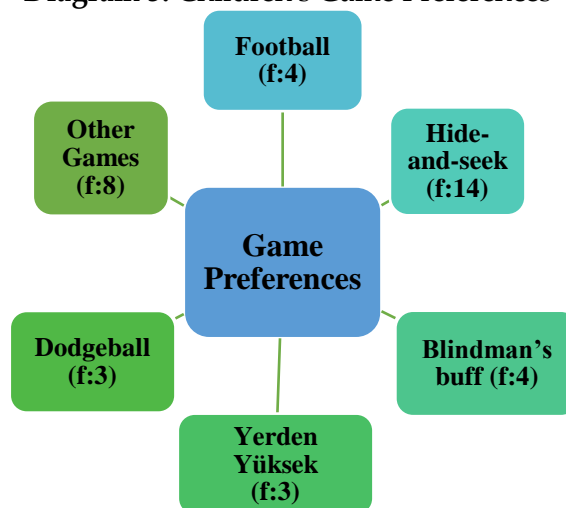 Football
(f:4)
Other
Games
(f:8)
Hide-
and-seek
(f:14)
Game
Preferences
Dodgeball
(f:3)
Blindman's
buff (f:4)
Yerden
Yüksek
(f:3)